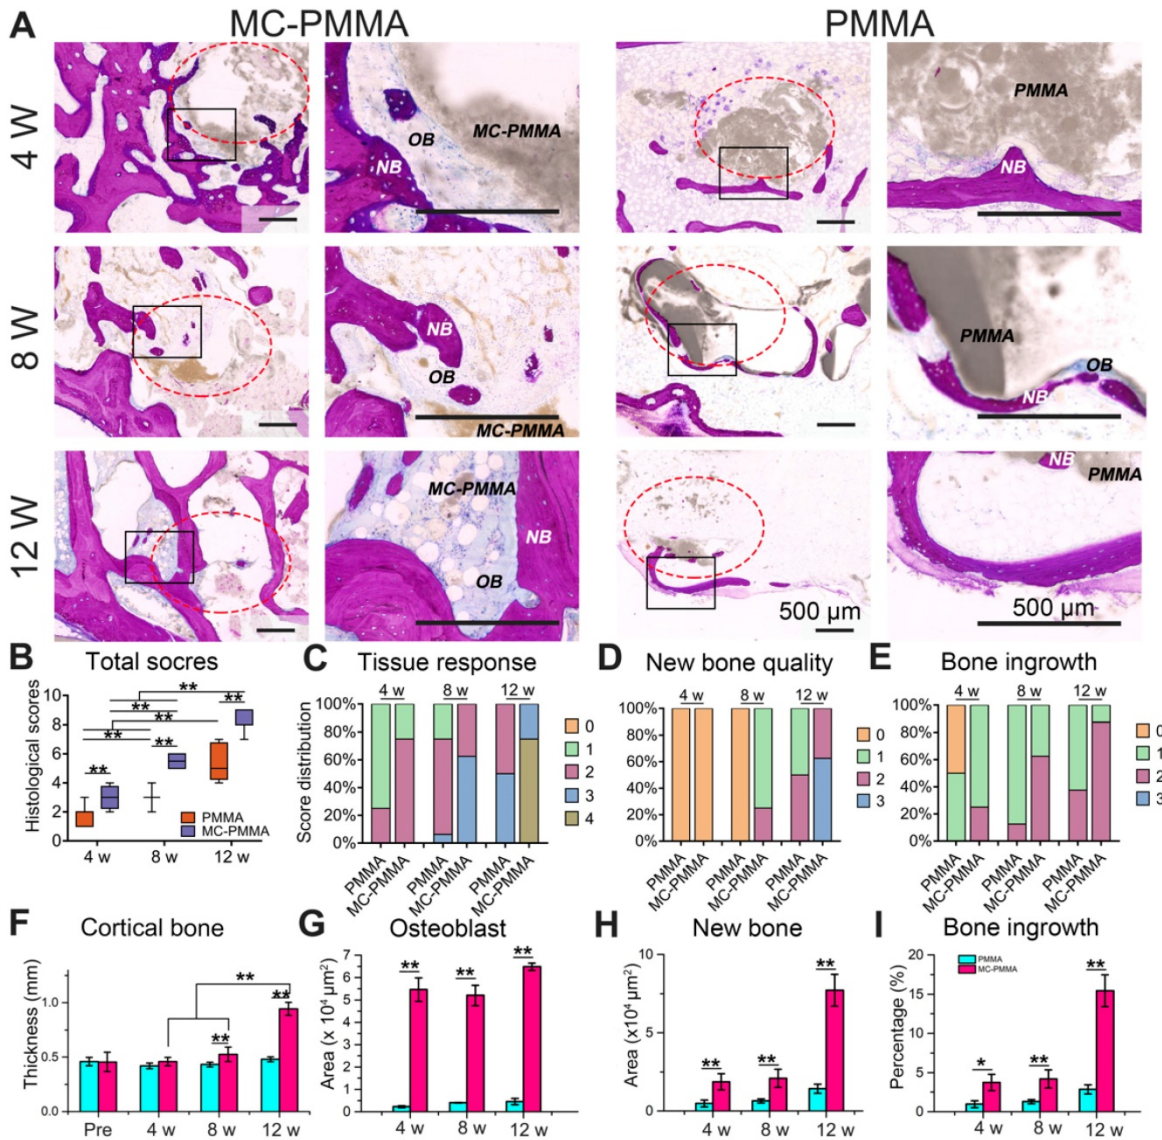 A
MC-PMMA
PMMA
4 W
OB
MC-PMMA
NB
PMMA
NB
8 W
NB
OB
MC-PMMA
PMMA
OB
NB
12 W
MC-PMMA
NB
OB
500 µm
NB
PMMA
500 µm
B
Total socres
Histological scores
10
8
6
4
2
0
**
**
**
**
**
**
**
**
PMMA
MC-PMMA
4 w
8 w
12 w
C
Tissue response
Score distribution
4 w
8 w
12 w
100%
80%
60%
40%
20%
0%
0
1
2
3
4
PMMA
MC-PMMA
PMMA
MC-PMMA
PMMA
MC-PMMA
D
New bone quality
4 w
8 w
12 w
100%
80%
60%
40%
20%
0%
0
1
2
3
PMMA
MC-PMMA
PMMA
MC-PMMA
PMMA
MC-PMMA
E
Bone ingrowth
4 w
8 w
12 w
100%
80%
60%
40%
20%
0%
0
1
2
3
PMMA
MC-PMMA
PMMA
MC-PMMA
PMMA
MC-PMMA
F
Cortical bone
Thickness (mm)
1.0
0.5
0.0
**
**
**
Pre
4 w
8 w
12 w
G
Osteoblast
Area (x 10⁴ µm²)
7
6
5
4
3
2
1
0
**
**
**
4 w
8 w
12 w
H
New bone
Area (x10⁴ µm²)
10
5
0
**
**
**
4 w
8 w
12 w
I
Bone ingrowth
Percentage (%)
20
15
10
5
0
PMMA
MC-PMMA
*
**
**
4 w
8 w
12 w